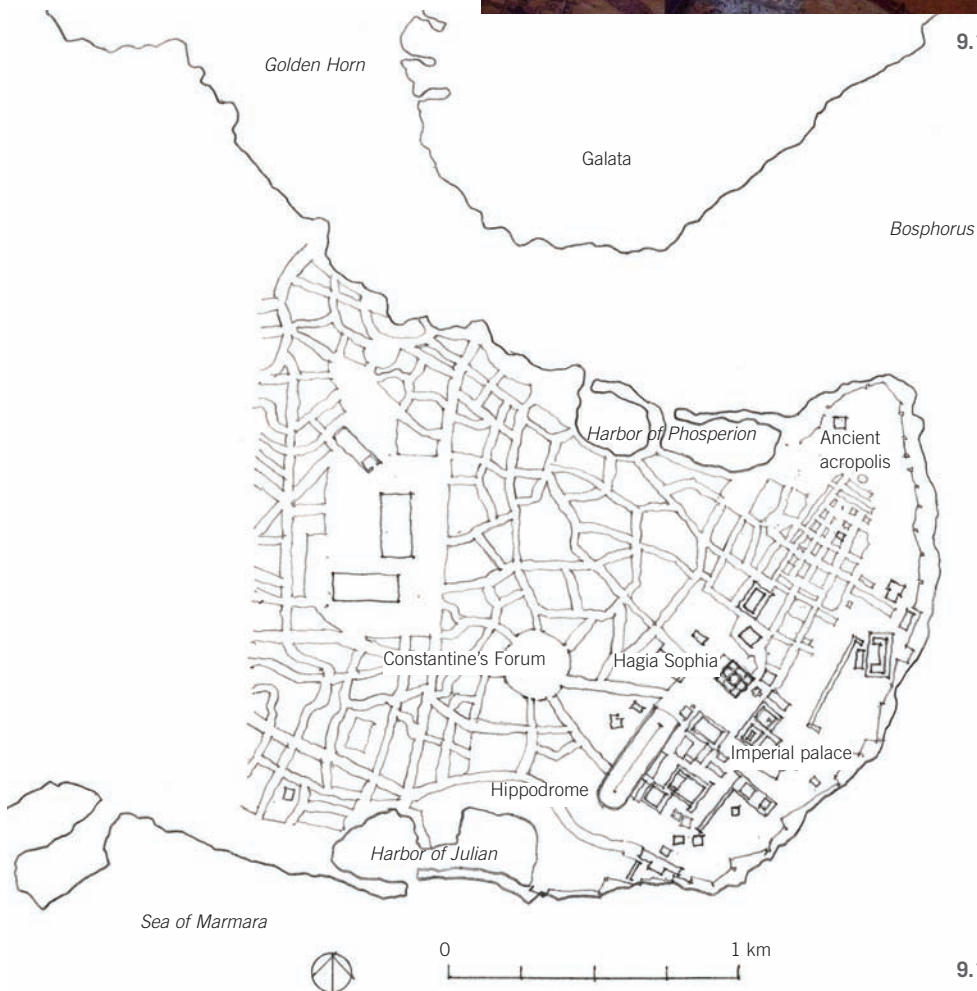 9.
Golden Horn
Galata
Bosphorus
Harbor of Phosperion
Ancient
acropolis
Constantine's Forum
Hagia Sophia
Imperial palace
Hippodrome
Harbor of Julian
Sea of Marmara
0
1 km
9.